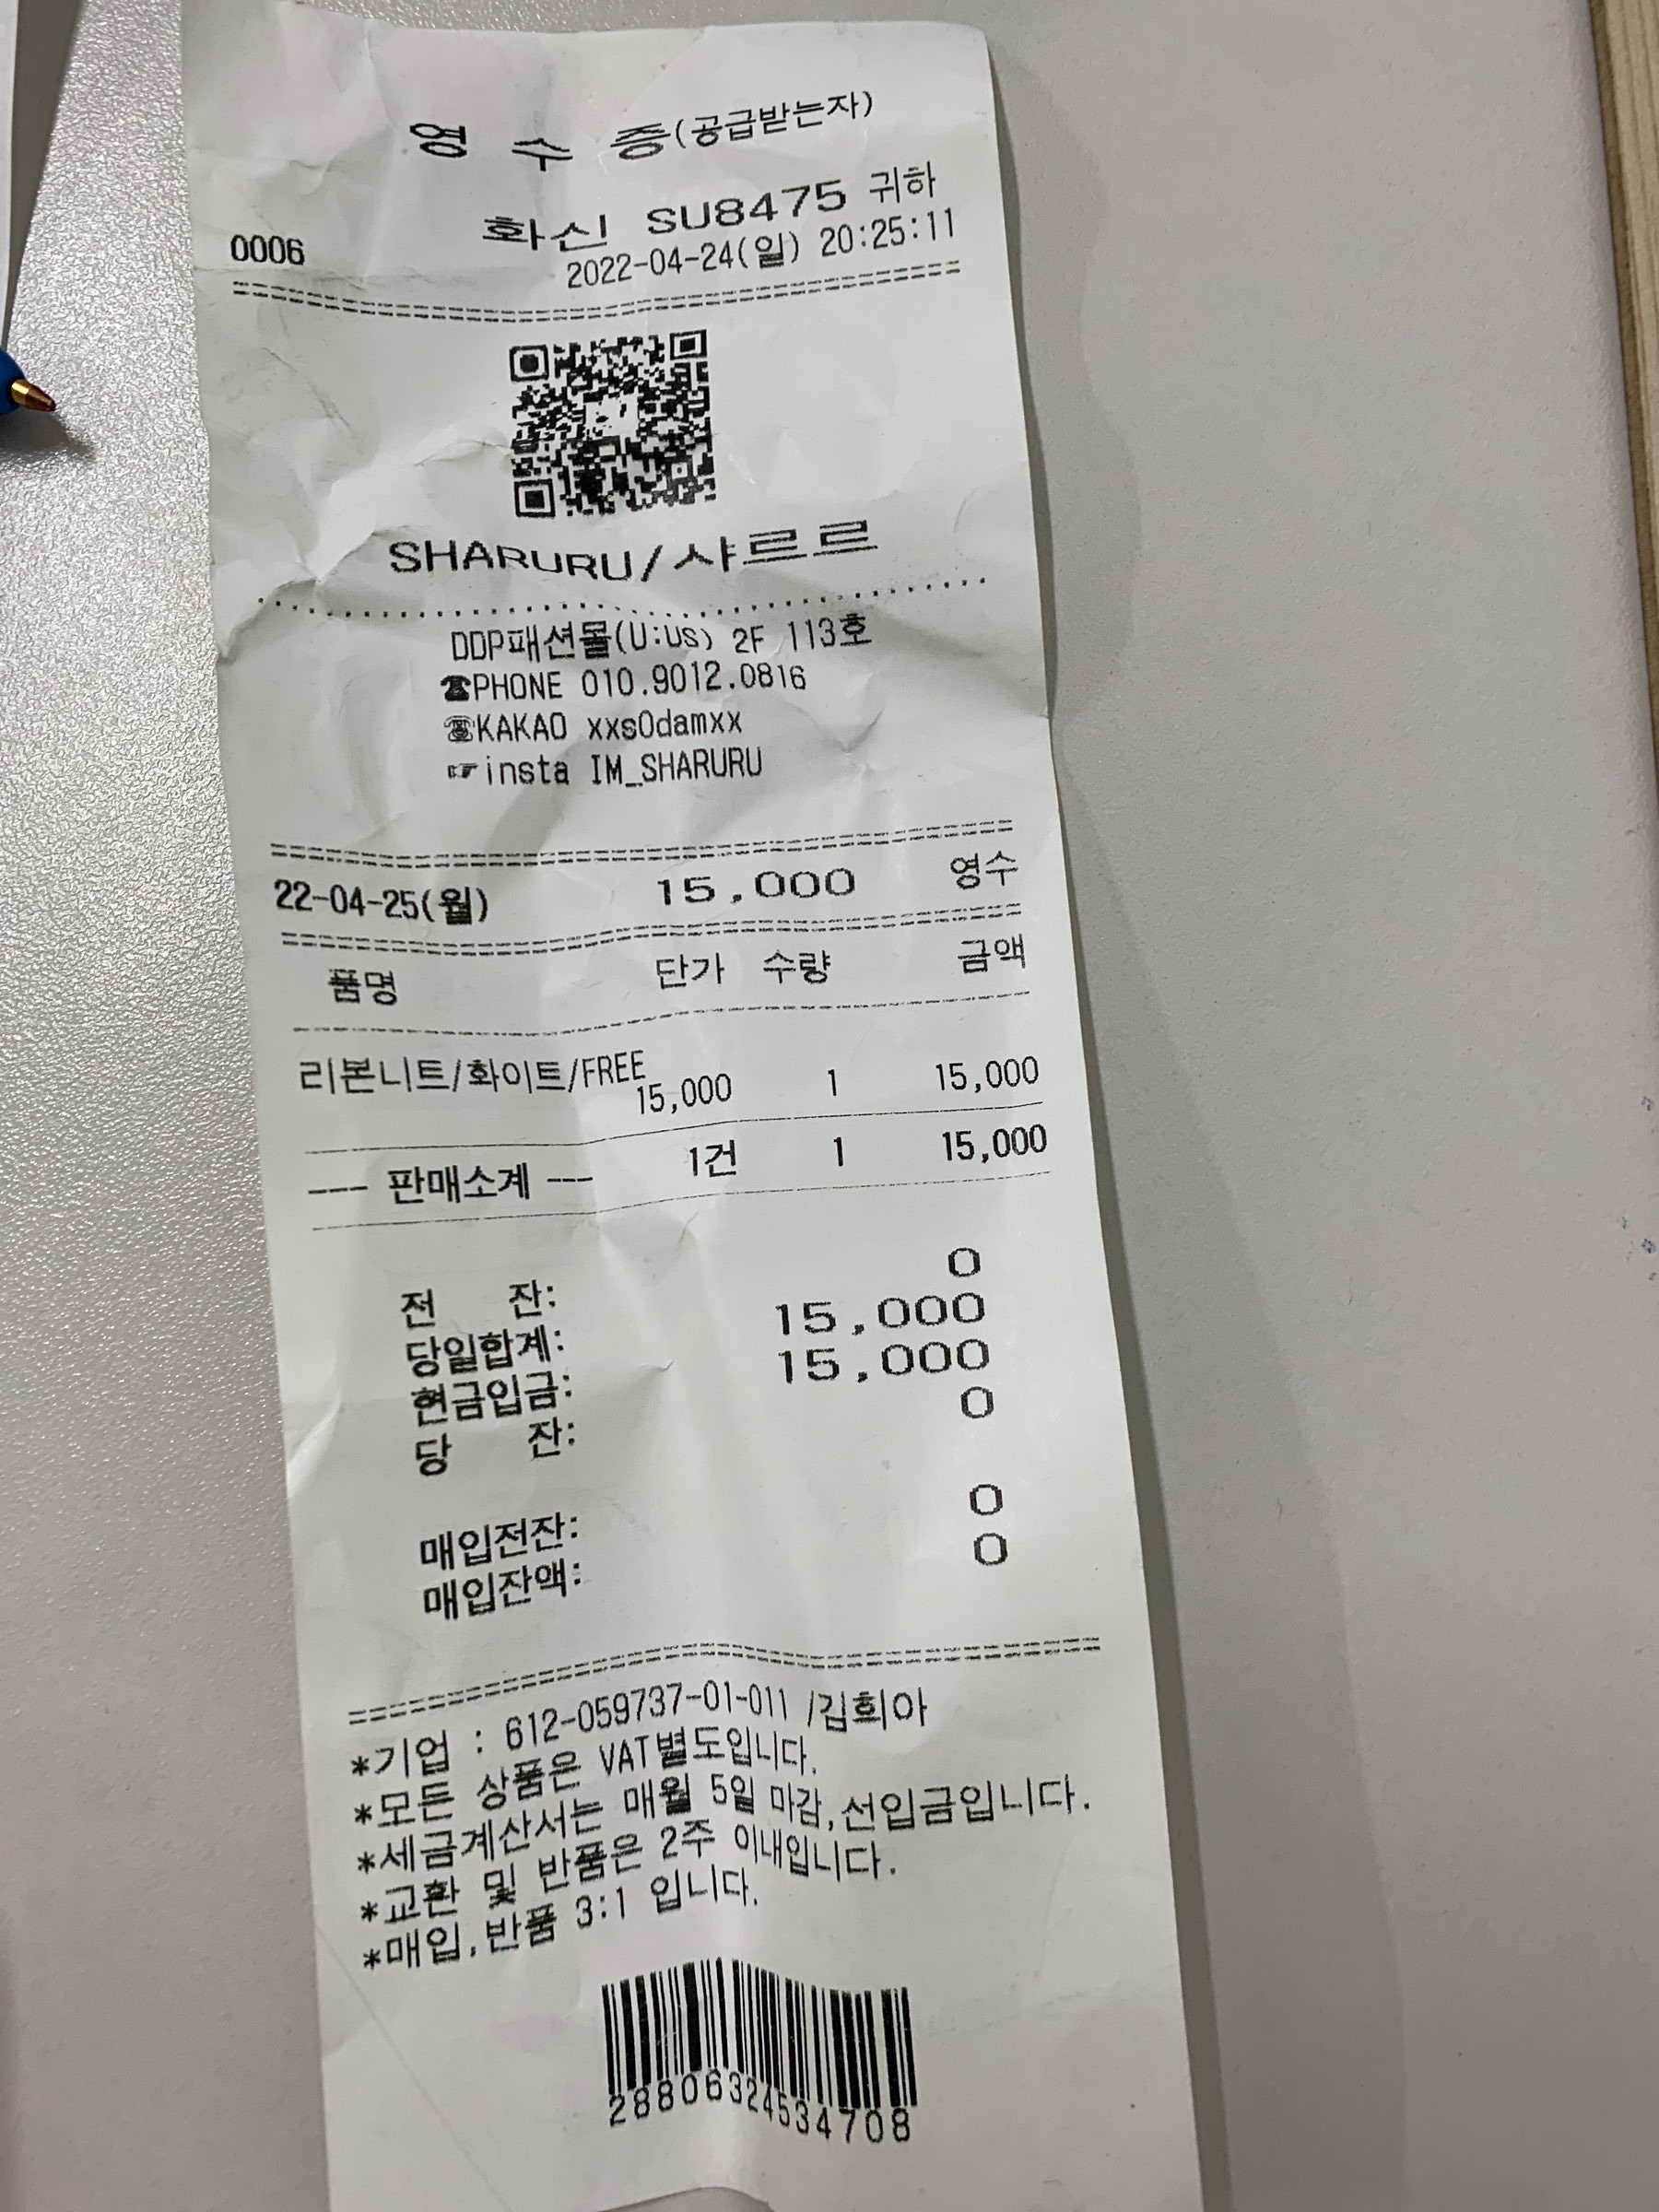 영 수 증(공급받는자)
화신 SU8475 귀하
0006 2022-04-24(일) 20:25:11
SHARURU/샤르르
DDP패션몰(U:US) 2F 113호
☎PHONE 010.9012.0816
☏KAKAO xxs0damxx
☞insta IM_SHARURU
22-04-25(월) 15,000 영수
품명 단가 수량 금액
리본니트/화이트/FREE
15,000 1 15,000
--- 판매소계 --- 1건 1 15,000
전 잔: 0
당일합계: 15,000
현금입금: 15,000
당 잔: 0
매입전잔: 0
매입잔액: 0
*기업 : 612-059737-01-011 /김희아
*모든 상품은 VAT별도입니다.
*세금계산서는 매월 5일 마감,선입금입니다.
*교환 및 반품은 2주 이내입니다.
*매입,반품 3:1 입니다.
28806324534708